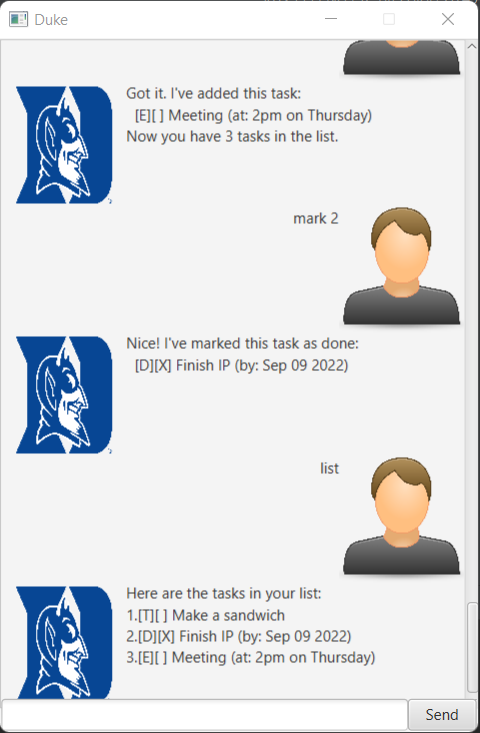 Duke
Got it. I've added this task:
[E][ ] Meeting (at: 2pm on Thursday)
Now you have 3 tasks in the list.
mark 2
Nice! I've marked this task as done:
[D][X] Finish IP (by: Sep 09 2022)
list
Here are the tasks in your list:
1.[T][ ] Make a sandwich
2.[D][X] Finish IP (by: Sep 09 2022)
3.[E][ ] Meeting (at: 2pm on Thursday)
Send